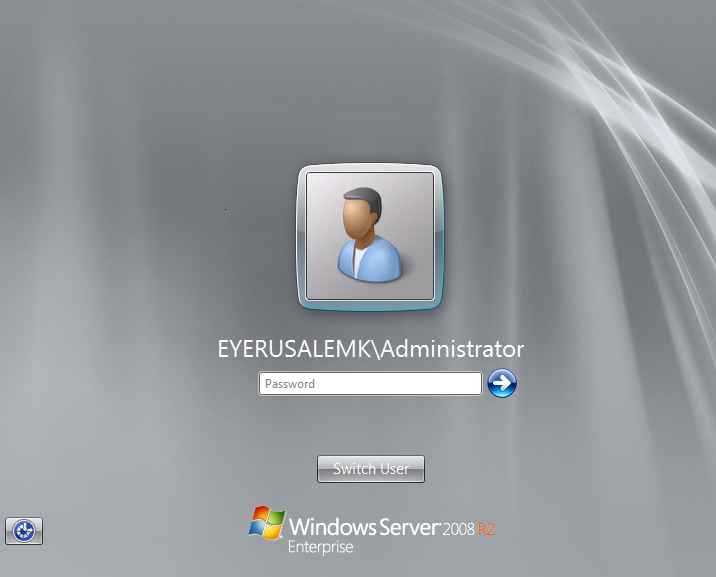 EYERUSALEMK\Administrator
Password
Switch User
Windows Server 2008 R2
Enterprise